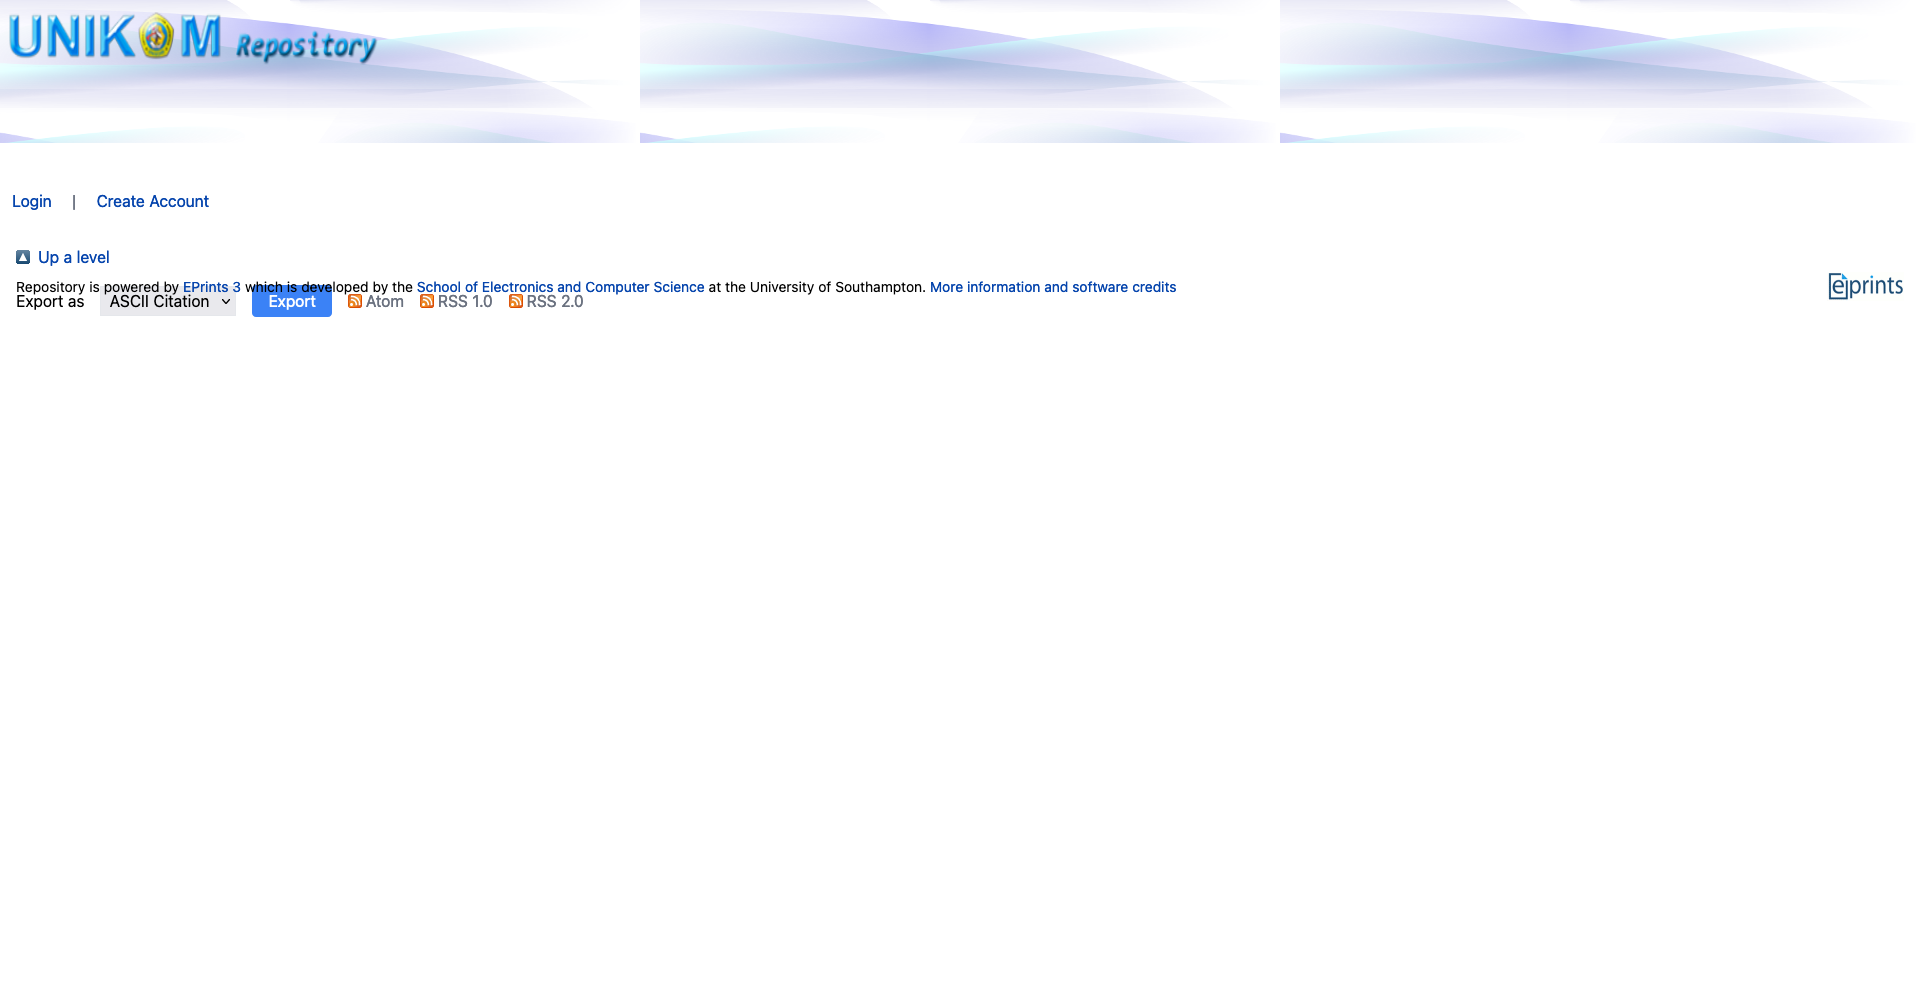 UNIKOM Repository
Login | Create Account
Up a level
Repository is powered by EPrints 3 which is developed by the School of Electronics and Computer Science at the University of Southampton. More information and software credits
eprints
Export as ASCII Citation Export Atom RSS 1.0 RSS 2.0